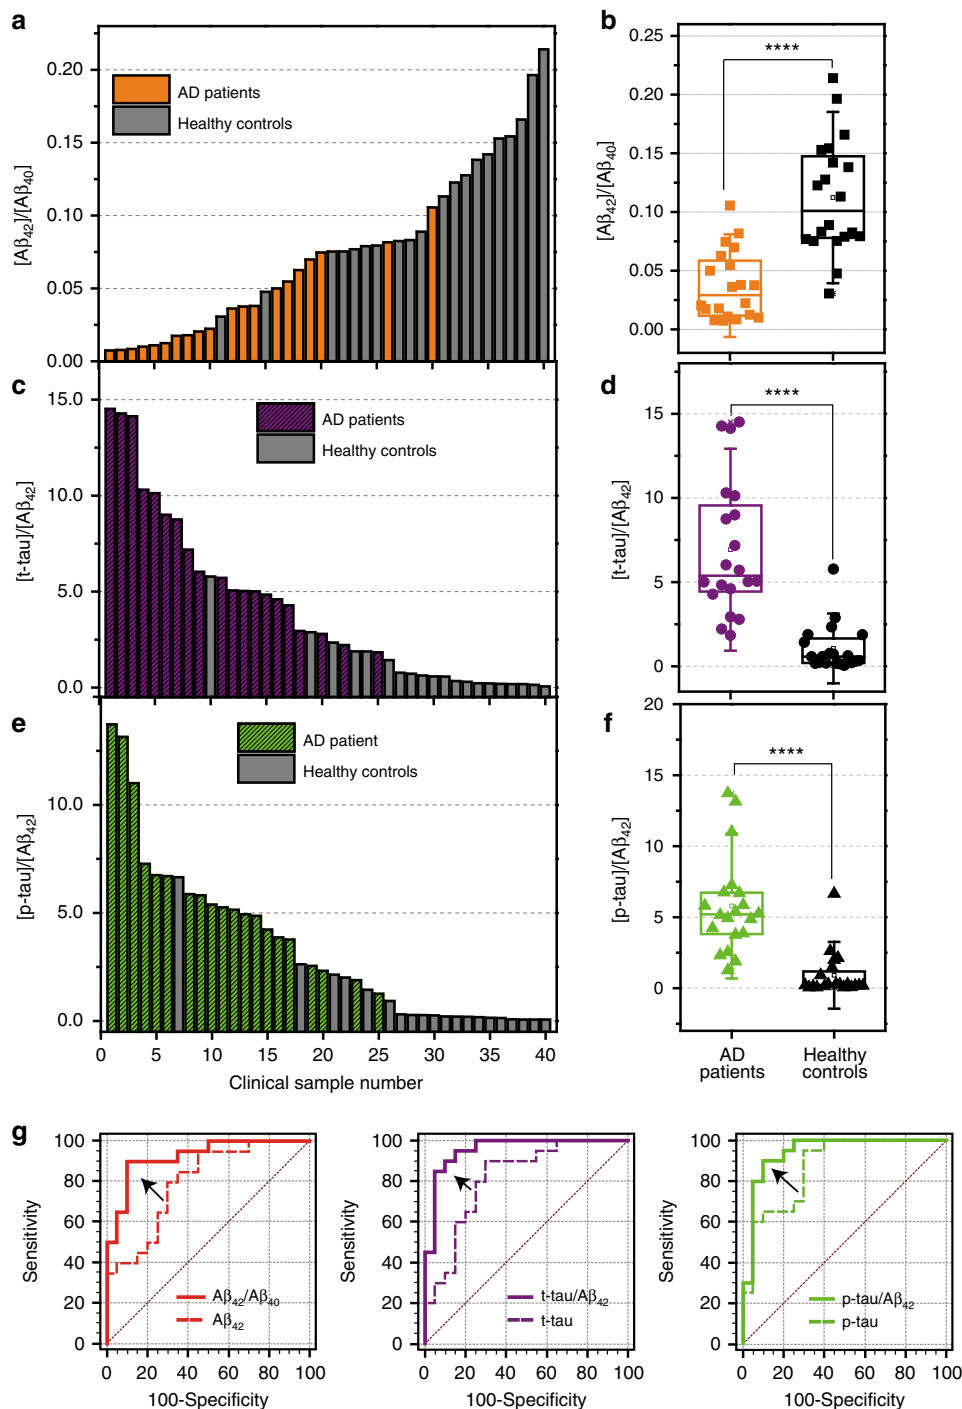 a
[Aβ42]/[Aβ40]
0.20
0.15
0.10
0.05
0.00
AD patients
Healthy controls
b
[Aβ42]/[Aβ40]
0.25
0.20
0.15
0.10
0.05
0.00
****
c
[t-tau]/[Aβ42]
15.0
10.0
5.0
0.0
AD patients
Healthy controls
d
[t-tau]/[Aβ42]
15
10
5
0
****
e
[p-tau]/[Aβ42]
10.0
5.0
0.0
AD patient
Healthy controls
0 5 10 15 20 25 30 35 40
Clinical sample number
f
[p-tau]/[Aβ42]
20
15
10
5
0
****
AD patients
Healthy controls
g
Sensitivity
100
80
60
40
20
0
Aβ42/Aβ40
Aβ42
0 20 40 60 80 100
100-Specificity
Sensitivity
100
80
60
40
20
0
t-tau/Aβ42
t-tau
0 20 40 60 80 100
100-Specificity
Sensitivity
100
80
60
40
20
0
p-tau/Aβ42
p-tau
0 20 40 60 80 100
100-Specificity